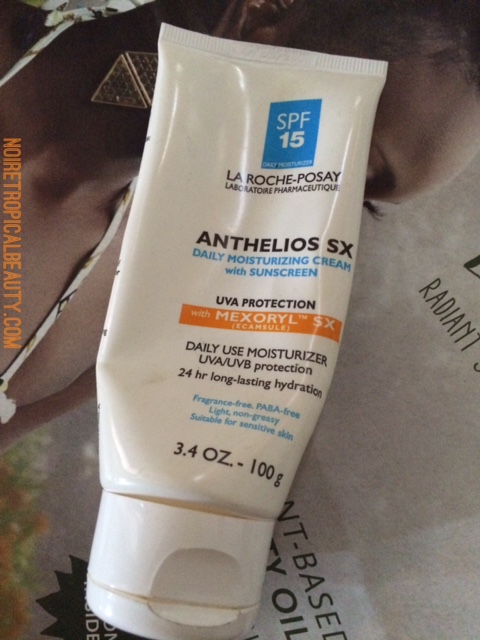 SPF
15
DAILY MOISTURIZER
LA ROCHE-POSAY
LABORATOIRE PHARMACEUTIQUE
ANTHELIOS SX
DAILY MOISTURIZING CREAM
with SUNSCREEN
UVA PROTECTION
with MEXORYL™ SX
(ECAMSULE)
DAILY USE MOISTURIZER
UVA/UVB protection
24 hr long-lasting hydration
Fragrance-free, PABA-free
Light, non-greasy
Suitable for sensitive skin
3.4 OZ. - 100 g
NOIRETROPICALBEAUTY.COM
RADIANT
NT-BASED
TY OIL